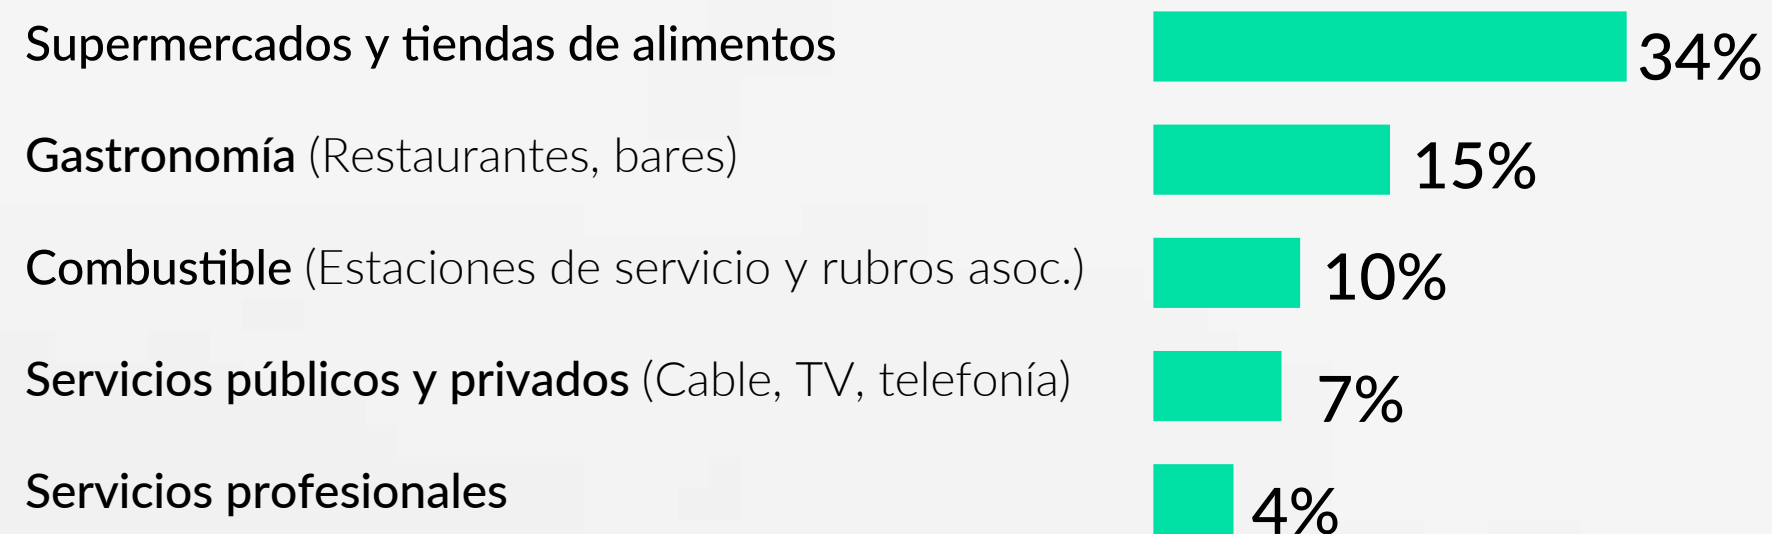 Supermercados y tiendas de alimentos 34%
Gastronomía (Restaurantes, bares) 15%
Combustible (Estaciones de servicio y rubros asoc.) 10%
Servicios públicos y privados (Cable, TV, telefonía) 7%
Servicios profesionales 4%